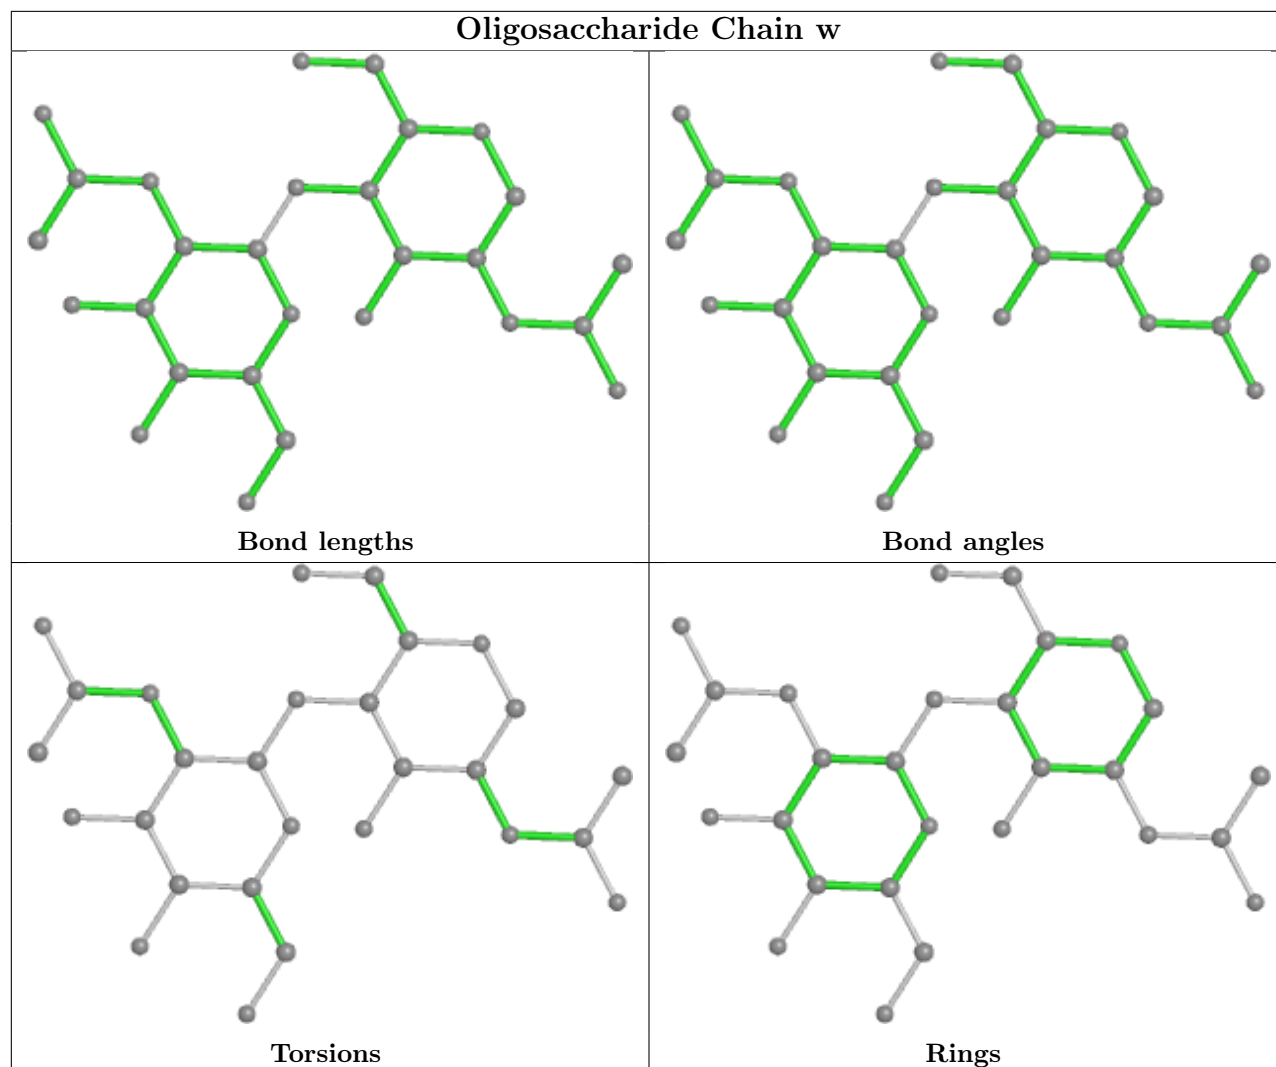 Oligosaccharide Chain w
Bond lengths
Bond angles
Torsions
Rings